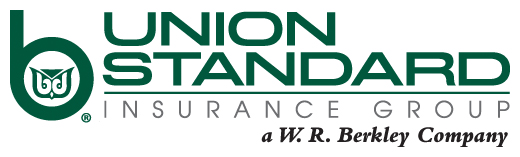 UNION
STANDARD
INSURANCE GROUP
®
a W. R. Berkley Company